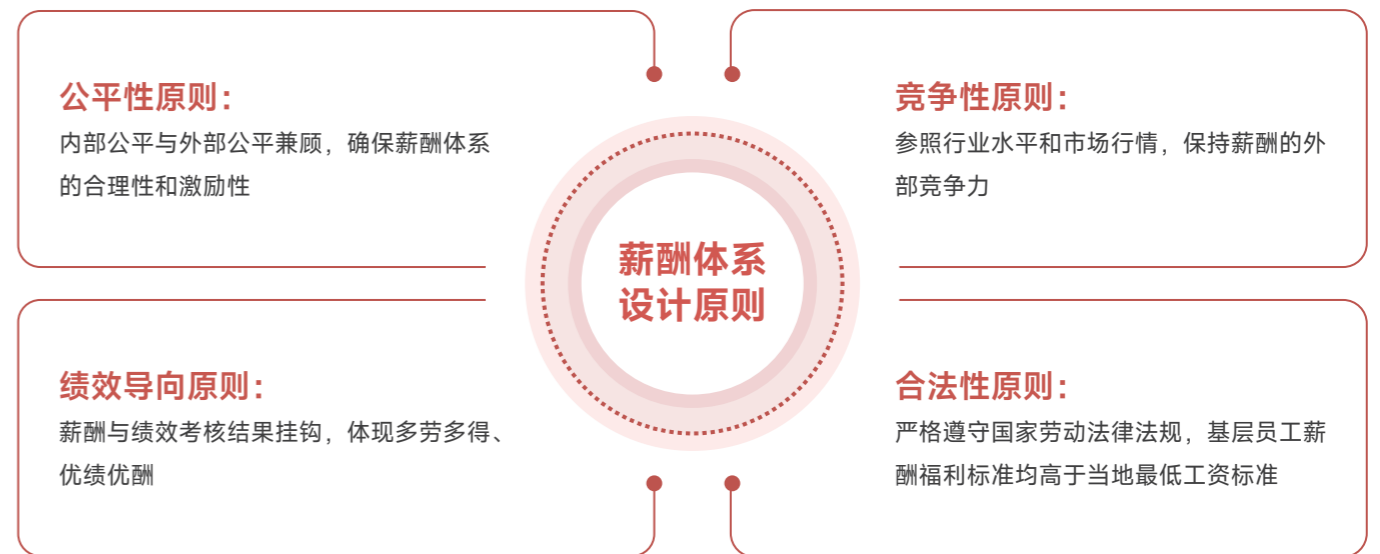 公平性原则：
内部公平与外部公平兼顾，确保薪酬体系
的合理性和激励性
竞争性原则：
参照行业水平和市场行情，保持薪酬的外
部竞争力
薪酬体系
设计原则
绩效导向原则：
薪酬与绩效考核结果挂钩，体现多劳多得、
优绩优酬
合法性原则：
严格遵守国家劳动法律法规，基层员工薪
酬福利标准均高于当地最低工资标准